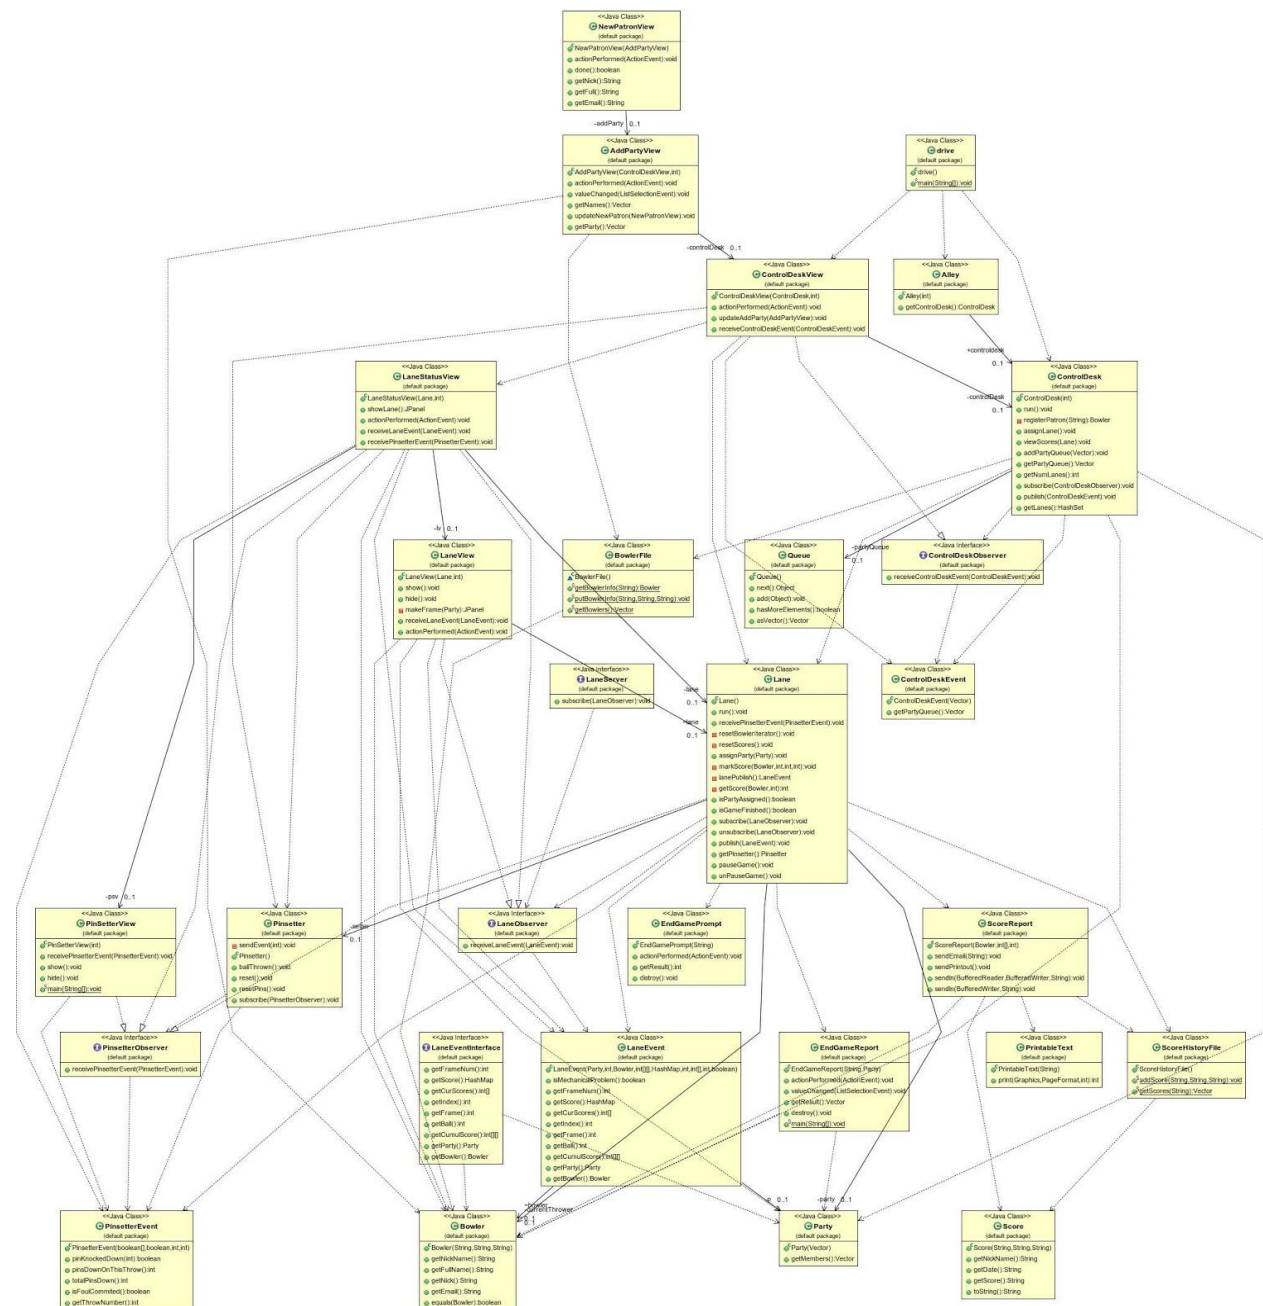 <<Java Class>>
NewPatronView
(default package)
NewPatronView(AddPartyView)
actionPerformed(ActionEvent):void
done():boolean
getNick():String
getFull():String
getEmail():String
-addParty 0..1
<<Java Class>>
AddPartyView
(default package)
AddPartyView(ControlDeskView,int)
actionPerformed(ActionEvent):void
valueChanged(ListSelectionEvent):void
getNames():Vector
updateNewPatron(NewPatronView):void
getParty():Vector
<<Java Class>>
drive
(default package)
drive()
main(String[]):void
-controlDesk 0..1
<<Java Class>>
ControlDeskView
(default package)
ControlDeskView(ControlDesk,int)
actionPerformed(ActionEvent):void
updateAddParty(AddPartyView):void
receiveControlDeskEvent(ControlDeskEvent):void
<<Java Class>>
Alley
(default package)
Alley(int)
getControlDesk():ControlDesk
+controldesk
0..1
<<Java Class>>
LaneStatusView
(default package)
LaneStatusView(Lane,int)
showLane():JPanel
actionPerformed(ActionEvent):void
receiveLaneEvent(LaneEvent):void
receivePinsetterEvent(PinsetterEvent):void
<<Java Class>>
ControlDesk
(default package)
ControlDesk(int)
run():void
registerPatron(String):Bowler
assignLane():void
viewScores(Lane):void
addPartyQueue(Vector):void
getPartyQueue():Vector
getNumLanes():int
subscribe(ControlDeskObserver):void
publish(ControlDeskEvent):void
getLanes():HashSet
-controlDesk
0..1
-lv 0..1
<<Java Class>>
LaneView
(default package)
LaneView(Lane,int)
show():void
hide():void
makeFrame(Party):JPanel
receiveLaneEvent(LaneEvent):void
actionPerformed(ActionEvent):void
<<Java Class>>
BowlerFile
(default package)
BowlerFile()
getBowlerInfo(String):Bowler
putBowlerInfo(String,String,String):void
getBowlers():Vector
<<Java Class>>
Queue
(default package)
Queue()
next():Object
add(Object):void
hasMoreElements():boolean
asVector():Vector
-partyQueue
0..1
<<Java Interface>>
ControlDeskObserver
(default package)
receiveControlDeskEvent(ControlDeskEvent):void
<<Java Interface>>
LaneServer
(default package)
subscribe(LaneObserver):void
<<Java Class>>
Lane
(default package)
Lane()
run():void
receivePinsetterEvent(PinsetterEvent):void
resetBowlerIterator():void
resetScores():void
assignParty(Party):void
markScore(Bowler,int,int,int):void
lanePublish():LaneEvent
getScore(Bowler,int):int
isPartyAssigned():boolean
isGameFinished():boolean
subscribe(LaneObserver):void
unsubscribe(LaneObserver):void
publish(LaneEvent):void
getPinsetter():Pinsetter
pauseGame():void
unPauseGame():void
-lane
0..1
-lane
0..1
<<Java Class>>
ControlDeskEvent
(default package)
ControlDeskEvent(Vector)
getPartyQueue():Vector
-psv 0..1
<<Java Class>>
PinSetterView
(default package)
PinSetterView(int)
receivePinsetterEvent(PinsetterEvent):void
show():void
hide():void
main(String[]):void
<<Java Class>>
Pinsetter
(default package)
sendEvent(int):void
Pinsetter()
ballThrown():void
reset():void
resetPins():void
subscribe(PinsetterObserver):void
0..1
<<Java Interface>>
LaneObserver
(default package)
receiveLaneEvent(LaneEvent):void
<<Java Class>>
EndGamePrompt
(default package)
EndGamePrompt(String)
actionPerformed(ActionEvent):void
getResult():int
distroy():void
<<Java Class>>
ScoreReport
(default package)
ScoreReport(Bowler,int[],int)
sendEmail(String):void
sendPrintout():void
sendln(BufferedReader,BufferedWriter,String):void
sendln(BufferedWriter,String):void
<<Java Interface>>
PinsetterObserver
(default package)
receivePinsetterEvent(PinsetterEvent):void
<<Java Interface>>
LaneEventInterface
(default package)
getFrameNum():int
getScore():HashMap
getCurScores():int[]
getIndex():int
getFrame():int
getBall():int
getCumulScore():int[][]
getParty():Party
getBowler():Bowler
<<Java Class>>
LaneEvent
(default package)
LaneEvent(Party,int,Bowler,int[][],HashMap,int,int[],int,boolean)
isMechanicalProblem():boolean
getFrameNum():int
getScore():HashMap
getCurScores():int[]
getIndex():int
getFrame():int
getBall():int
getCumulScore():int[][]
getParty():Party
getBowler():Bowler
<<Java Class>>
EndGameReport
(default package)
EndGameReport(String,Party)
actionPerformed(ActionEvent):void
valueChanged(ListSelectionEvent):void
getResult():Vector
destroy():void
main(String[]):void
<<Java Class>>
PrintableText
(default package)
PrintableText(String)
print(Graphics,PageFormat,int):int
<<Java Class>>
ScoreHistoryFile
(default package)
ScoreHistoryFile()
addScore(String,String,String):void
getScores(String):Vector
-p 0..1
-party 0..1
0..1
<<Java Class>>
PinsetterEvent
(default package)
PinsetterEvent(boolean[],boolean,int,int)
pinKnockedDown(int):boolean
pinsDownOnThisThrow():int
totalPinsDown():int
isFoulCommited():boolean
getThrowNumber():int
<<Java Class>>
Bowler
(default package)
Bowler(String,String,String)
getNickName():String
getFullName():String
getNick():String
getEmail():String
equals(Bowler):boolean
<<Java Class>>
Party
(default package)
Party(Vector)
getMembers():Vector
<<Java Class>>
Score
(default package)
Score(String,String,String)
getNickName():String
getDate():String
getScore():String
toString():String